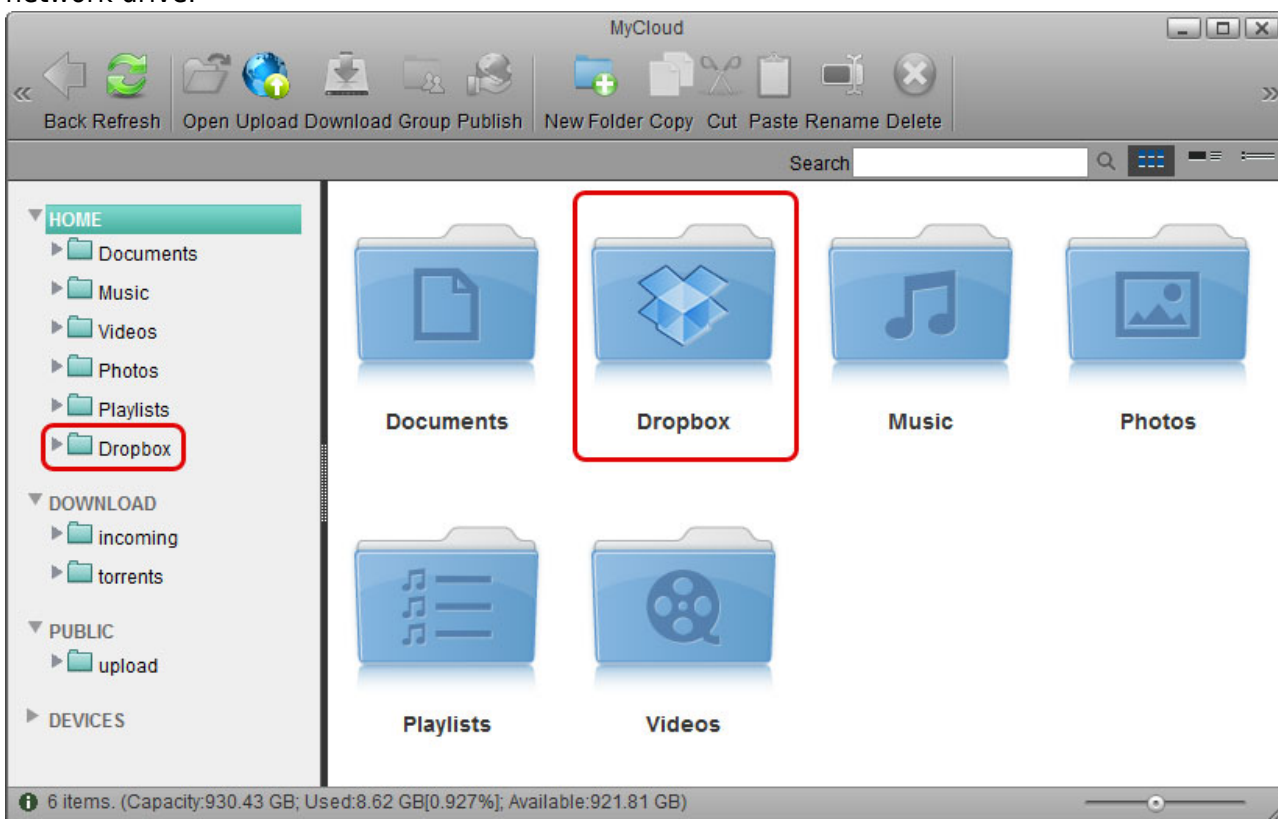 MyCloud
Back Refresh Open Upload Download Group Publish New Folder Copy Cut Paste Rename Delete
Search
HOME
Documents
Music
Videos
Photos
Playlists
Dropbox
DOWNLOAD
incoming
torrents
PUBLIC
upload
DEVICES
Documents Dropbox Music Photos
Playlists Videos
6 items. (Capacity:930.43 GB; Used:8.62 GB[0.927%]; Available:921.81 GB)